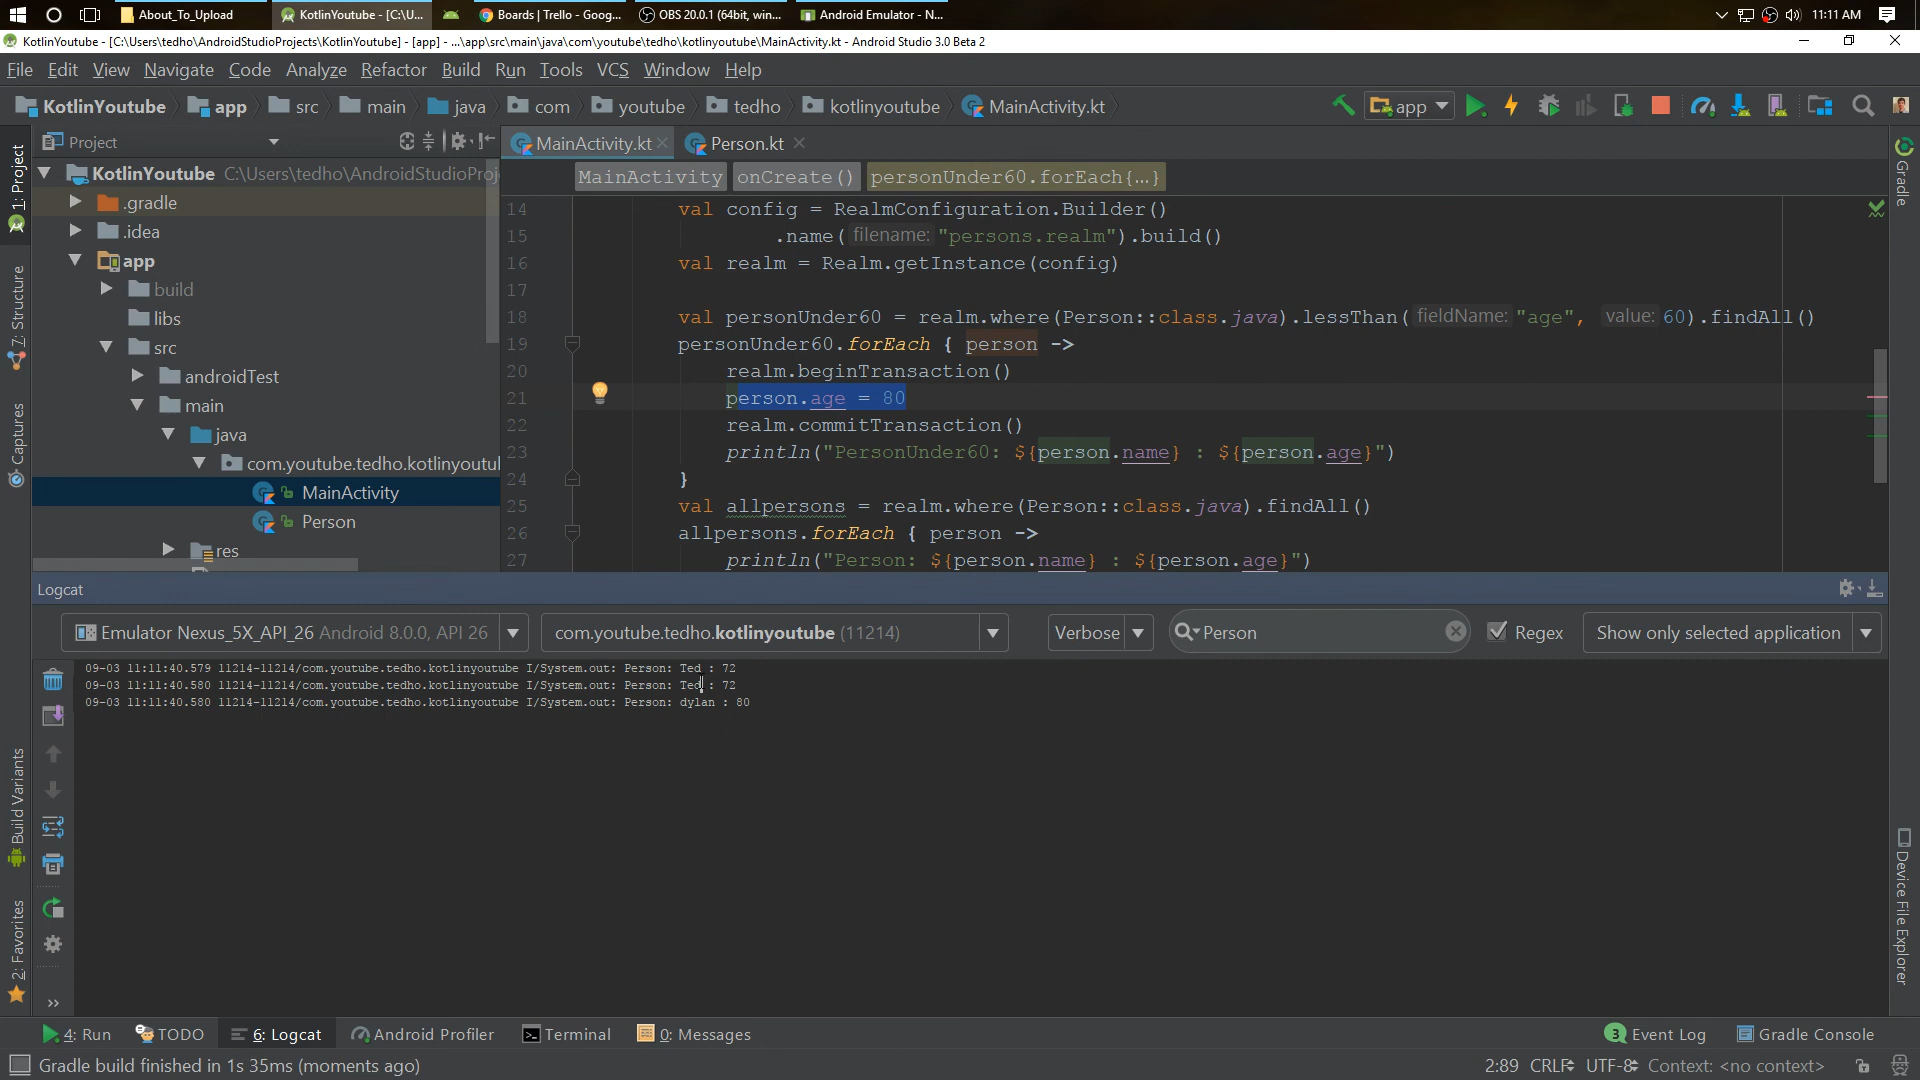 About_To_Upload
KotlinYoutube - [C:\U...
Boards | Trello - Goog...
OBS 20.0.1 (64bit, win...
Android Emulator - N...
11:11 AM
KotlinYoutube - [C:\Users\tedho\AndroidStudioProjects\KotlinYoutube] - [app] - ...\app\src\main\java\com\youtube\tedho\kotlinyoutube\MainActivity.kt - Android Studio 3.0 Beta 2
File Edit View Navigate Code Analyze Refactor Build Run Tools VCS Window Help
KotlinYoutube app src main java com youtube tedho kotlinyoutube MainActivity.kt
app
Project
MainActivity.kt
Person.kt
1: Project
7: Structure
Captures
Build Variants
2: Favorites
KotlinYoutube C:\Users\tedho\AndroidStudioProj
.gradle
.idea
app
build
libs
src
androidTest
main
java
com.youtube.tedho.kotlinyoutu
MainActivity
Person
res
MainActivity onCreate() personUnder60.forEach{...}
14 val config = RealmConfiguration.Builder()
15 .name( filename: "persons.realm").build()
16 val realm = Realm.getInstance(config)
17
18 val personUnder60 = realm.where(Person::class.java).lessThan( fieldName: "age", value: 60).findAll()
19 personUnder60.forEach { person ->
20 realm.beginTransaction()
21 person.age = 80
22 realm.commitTransaction()
23 println("PersonUnder60: ${person.name} : ${person.age}")
24 }
25 val allpersons = realm.where(Person::class.java).findAll()
26 allpersons.forEach { person ->
27 println("Person: ${person.name} : ${person.age}")
Gradle
Device File Explorer
Logcat
Emulator Nexus_5X_API_26 Android 8.0.0, API 26
com.youtube.tedho.kotlinyoutube (11214)
Verbose
Person
Regex
Show only selected application
09-03 11:11:40.579 11214-11214/com.youtube.tedho.kotlinyoutube I/System.out: Person: Ted : 72
09-03 11:11:40.580 11214-11214/com.youtube.tedho.kotlinyoutube I/System.out: Person: Ted : 72
09-03 11:11:40.580 11214-11214/com.youtube.tedho.kotlinyoutube I/System.out: Person: dylan : 80
4: Run
TODO
6: Logcat
Android Profiler
Terminal
0: Messages
3 Event Log
Gradle Console
Gradle build finished in 1s 35ms (moments ago)
2:89 CRLF UTF-8 Context: <no context>